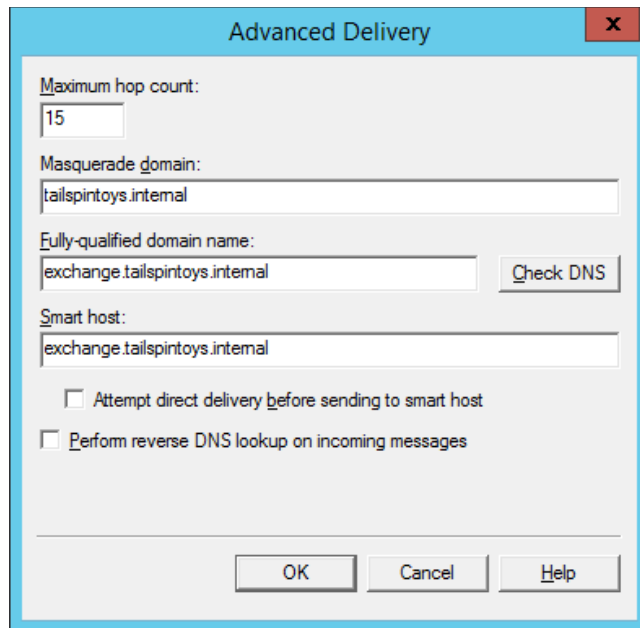 Advanced Delivery
x
Maximum hop count:
15
Masquerade domain:
tailspintoys.internal
Fully-qualified domain name:
exchange.tailspintoys.internal
Check DNS
Smart host:
exchange.tailspintoys.internal
Attempt direct delivery before sending to smart host
Perform reverse DNS lookup on incoming messages
OK
Cancel
Help